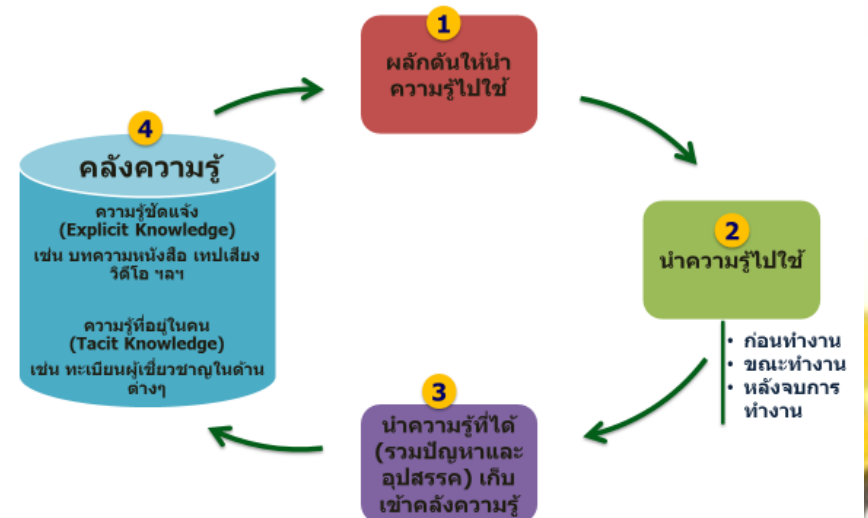 1
ผลักดันให้นำ
ความรู้ไปใช้
2
นำความรู้ไปใช้
• ก่อนทำงาน
• ขณะทำงาน
• หลังจบการ
ทำงาน
3
นำความรู้ที่ได้
(รวมปัญหาและ
อุปสรรค) เก็บ
เข้าคลังความรู้
4
คลังความรู้
ความรู้ชัดแจ้ง
(Explicit Knowledge)
เช่น บทความหนังสือ เทปเสียง
วิดีโอ ฯลฯ
ความรู้ที่อยู่ในคน
(Tacit Knowledge)
เช่น ทะเบียนผู้เชี่ยวชาญในด้าน
ต่างๆ